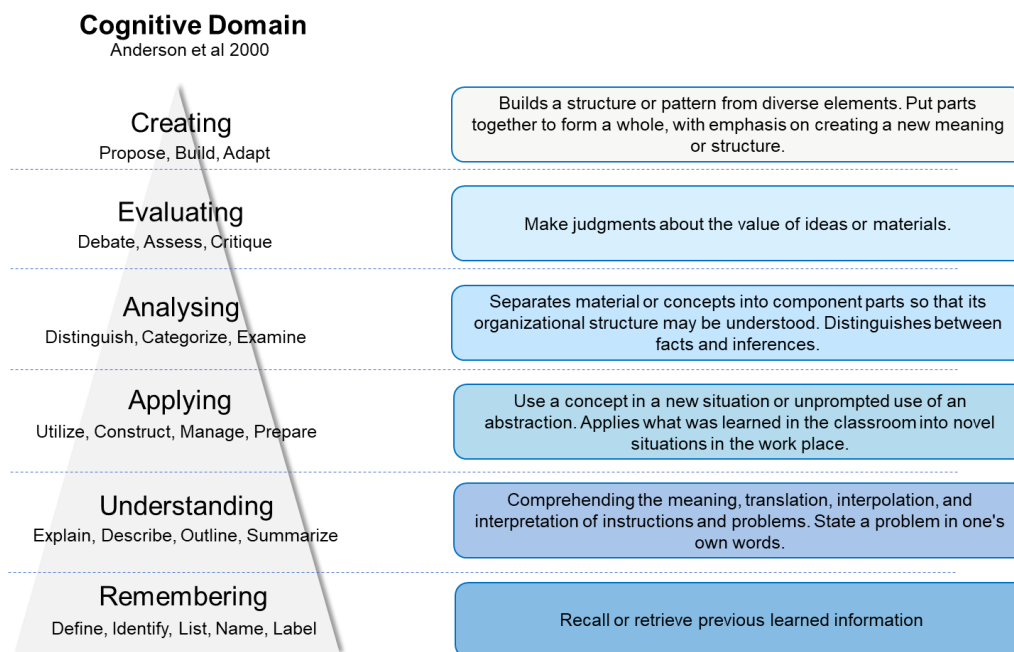 Cognitive Domain
Anderson et al 2000
Creating
Propose, Build, Adapt
Builds a structure or pattern from diverse elements. Put parts
together to form a whole, with emphasis on creating a new meaning
or structure.
Evaluating
Debate, Assess, Critique
Make judgments about the value of ideas or materials.
Analysing
Distinguish, Categorize, Examine
Separates material or concepts into component parts so that its
organizational structure may be understood. Distinguishes between
facts and inferences.
Applying
Utilize, Construct, Manage, Prepare
Use a concept in a new situation or unprompted use of an
abstraction. Applies what was learned in the classroom into novel
situations in the work place.
Understanding
Explain, Describe, Outline, Summarize
Comprehending the meaning, translation, interpolation, and
interpretation of instructions and problems. State a problem in one's
own words.
Remembering
Define, Identify, List, Name, Label
Recall or retrieve previous learned information